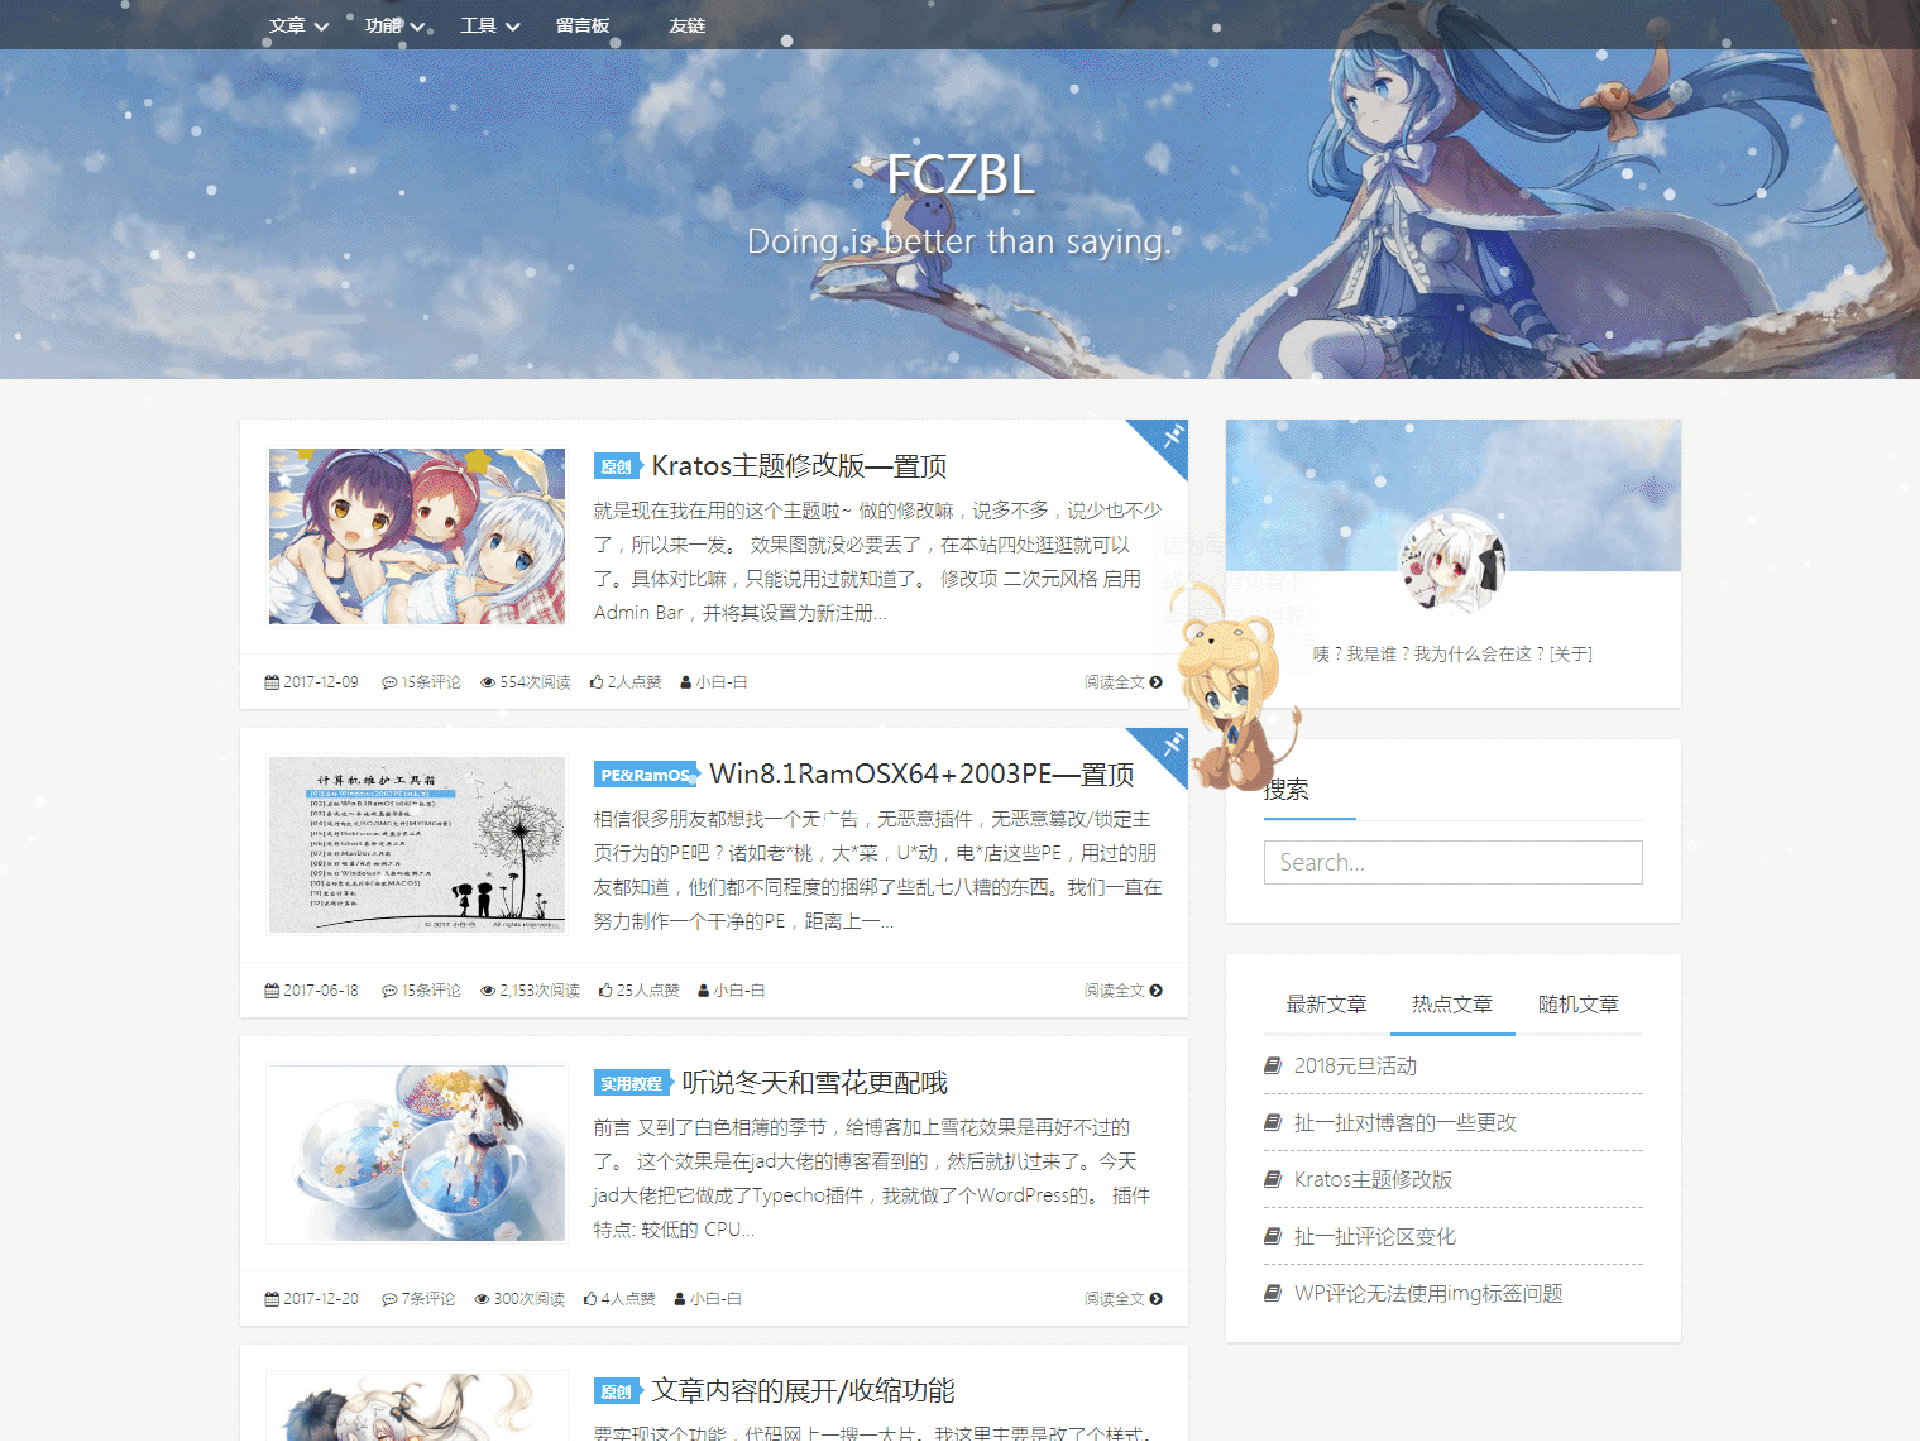 文章 功能 工具 留言板 友链
FCZBL
Doing is better than saying.
原创 Kratos主题修改版—置顶
就是现在我在用的这个主题啦~ 做的修改嘛，说多不多，说少也不少
了，所以来一发。 效果图就没必要丢了，在本站四处逛逛就可以
了。具体对比嘛，只能说用过就知道了。 修改项 二次元风格 启用
Admin Bar，并将其设置为新注册...
2017-12-09 15条评论 554次阅读 2人点赞 小白-白 阅读全文
咦？我是谁？我为什么会在这？[关于]
PE&RamOS Win8.1RamOSX64+2003PE—置顶
相信很多朋友都想找一个无广告，无恶意插件，无恶意篡改/锁定主
页行为的PE吧？诸如老*桃，大*菜，U*动，电*店这些PE，用过的朋
友都知道，他们都不同程度的捆绑了些乱七八糟的东西。我们一直在
努力制作一个干净的PE，距离上一...
计算机维护工具箱
2017-06-18 15条评论 2,153次阅读 25人点赞 小白-白 阅读全文
搜索
Search...
最新文章 热点文章 随机文章
2018元旦活动
扯一扯对博客的一些更改
Kratos主题修改版
扯一扯评论区变化
WP评论无法使用img标签问题
实用教程 听说冬天和雪花更配哦
前言 又到了白色相簿的季节，给博客加上雪花效果是再好不过的
了。 这个效果是在jad大佬的博客看到的，然后就扒过来了。今天
jad大佬把它做成了Typecho插件，我就做了个WordPress的。 插件
特点: 较低的 CPU...
2017-12-20 7条评论 300次阅读 4人点赞 小白-白 阅读全文
原创 文章内容的展开/收缩功能
要实现这个功能，代码网上一搜一大片。我这里主要是改了个样式，